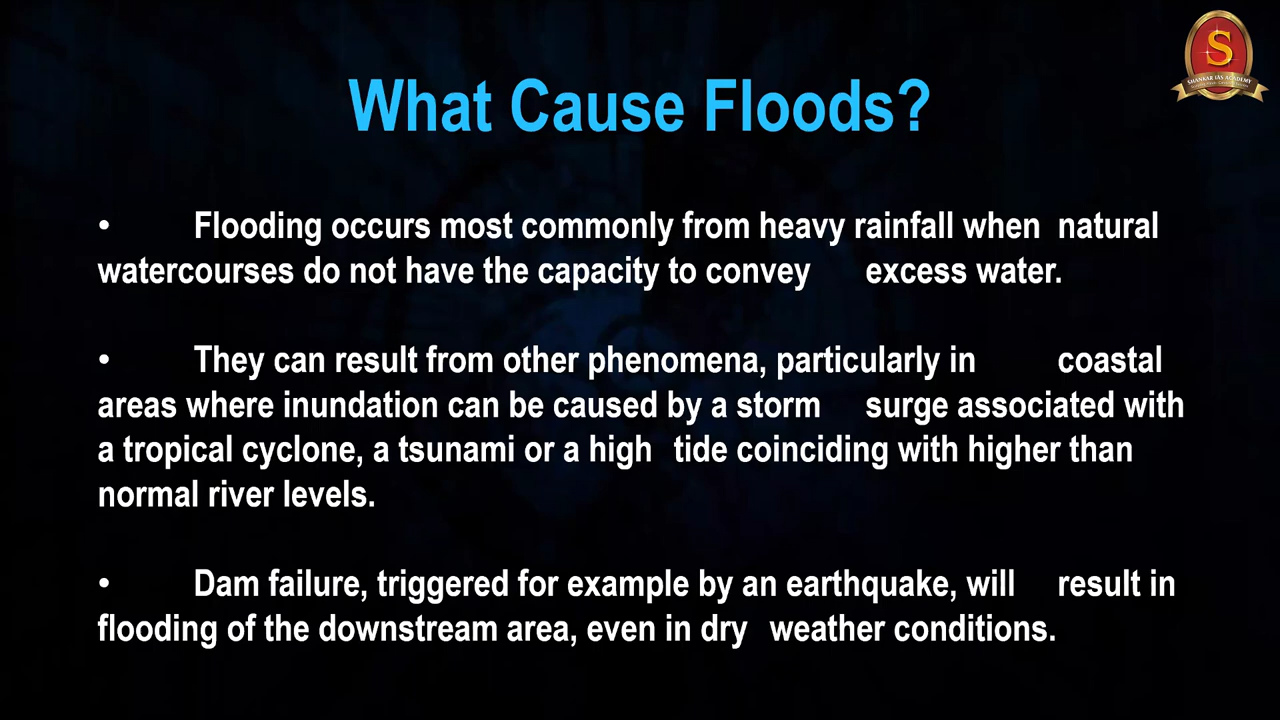 SHANKAR IAS ACADEMY
What Cause Floods?
• Flooding occurs most commonly from heavy rainfall when natural
watercourses do not have the capacity to convey excess water.
• They can result from other phenomena, particularly in coastal
areas where inundation can be caused by a storm surge associated with
a tropical cyclone, a tsunami or a high tide coinciding with higher than
normal river levels.
• Dam failure, triggered for example by an earthquake, will result in
flooding of the downstream area, even in dry weather conditions.